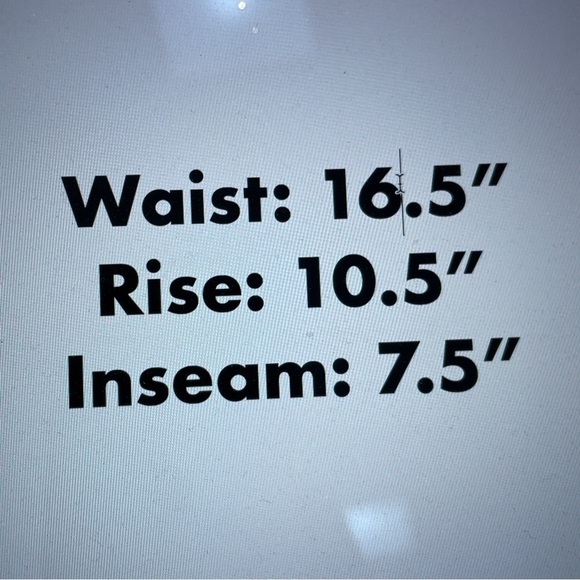 Waist: 16.5”
Rise: 10.5”
Inseam: 7.5”